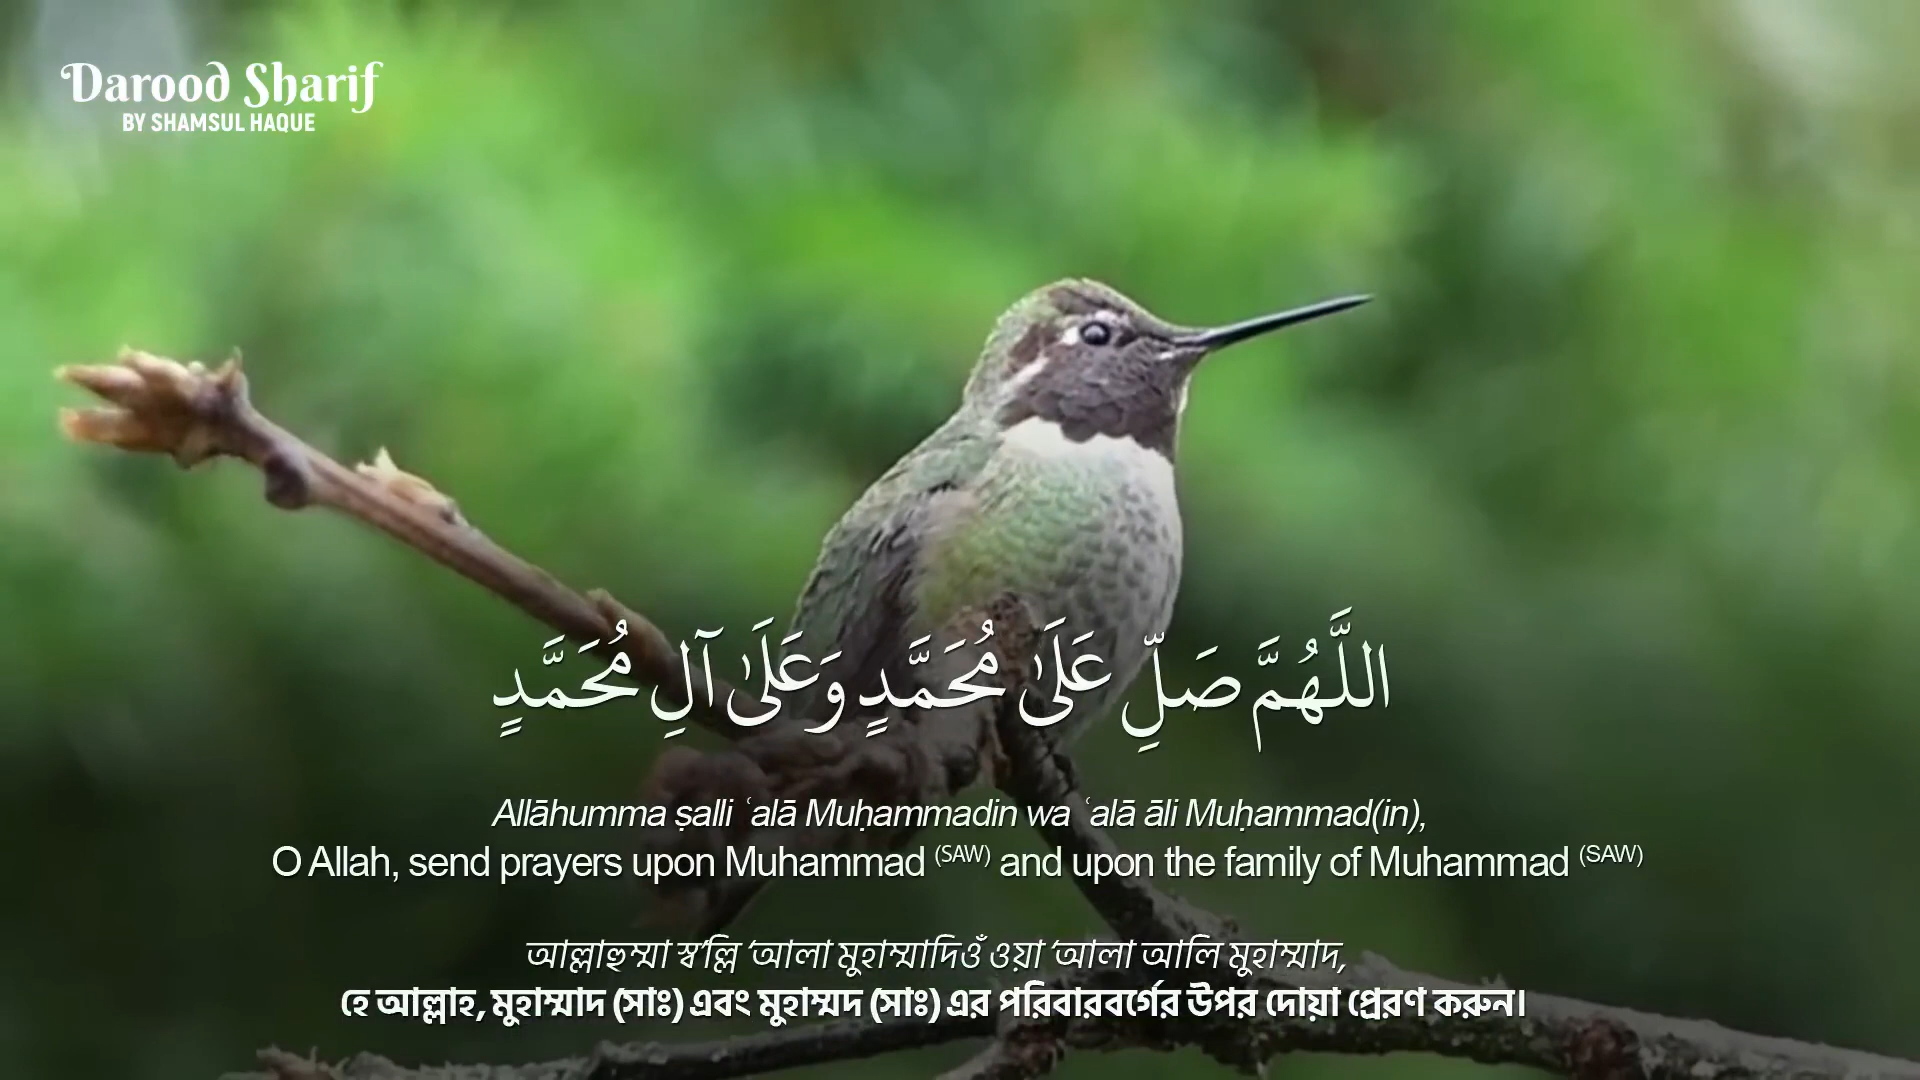 Darood Sharif
BY SHAMSUL HAQUE
اللَّهُمَّ صَلِّ عَلَىٰ مُحَمَّدٍ وَعَلَىٰ آلِ مُحَمَّدٍ
Allāhumma ṣalli ʿalā Muḥammadin wa ʿalā āli Muḥammad(in),
O Allah, send prayers upon Muhammad (SAW) and upon the family of Muhammad (SAW)
আল্লাহুম্মা স্ব’ল্লি ‘আলা মুহাম্মাদিওঁ ওয়া ‘আলা আলি মুহাম্মাদ,
হে আল্লাহ, মুহাম্মাদ (সাঃ) এবং মুহাম্মদ (সাঃ) এর পরিবারবর্গের উপর দোয়া প্রেরণ করুন।